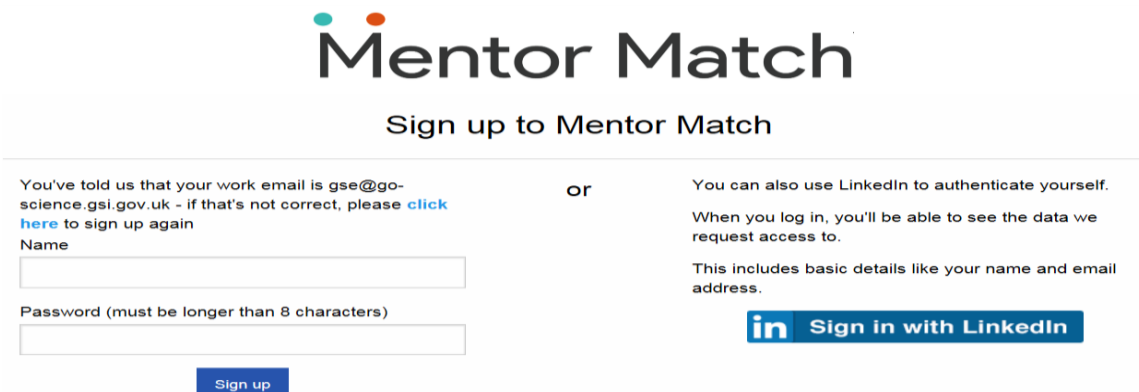 Mentor Match
Sign up to Mentor Match
You've told us that your work email is gse@go-
science.gsi.gov.uk - if that's not correct, please click
here to sign up again
Name
Password (must be longer than 8 characters)
Sign up
or
You can also use LinkedIn to authenticate yourself.
When you log in, you'll be able to see the data we
request access to.
This includes basic details like your name and email
address.
in Sign in with LinkedIn